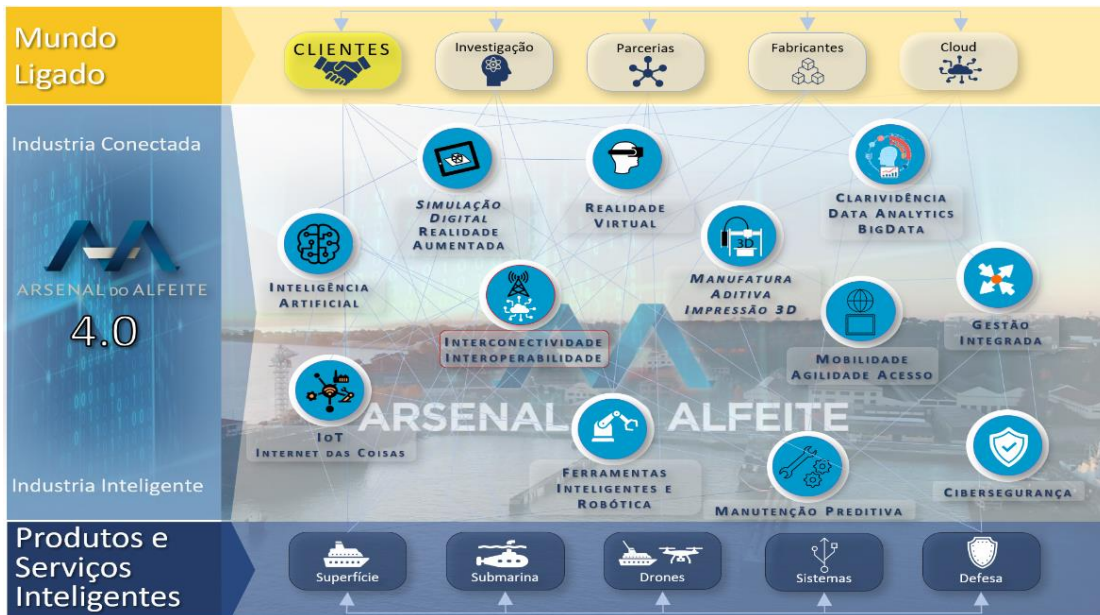 Mundo
Ligado
CLIENTES
Investigação
Parcerias
Fabricantes
Cloud
Industria Conectada
ARSENAL DO ALFEITE
4.0
Industria Inteligente
SIMULAÇÃO
DIGITAL
REALIDADE
AUMENTADA
REALIDADE
VIRTUAL
CLARIVIDÊNCIA
DATA ANALYTICS
BIGDATA
INTELIGÊNCIA
ARTIFICIAL
3D
MANUFATURA
ADITIVA
IMPRESSÃO 3D
INTERCONECTIVIDADE
INTEROPERABILIDADE
MOBILIDADE
AGILIDADE ACESSO
GESTÃO
INTEGRADA
ARSENAL ALFEITE
IOT
INTERNET DAS COISAS
FERRAMENTAS
INTELIGENTES E
ROBÓTICA
MANUTENÇÃO PREDITIVA
CIBERSEGURANÇA
Produtos e
Serviços
Inteligentes
Superfície
Submarina
Drones
Sistemas
Defesa